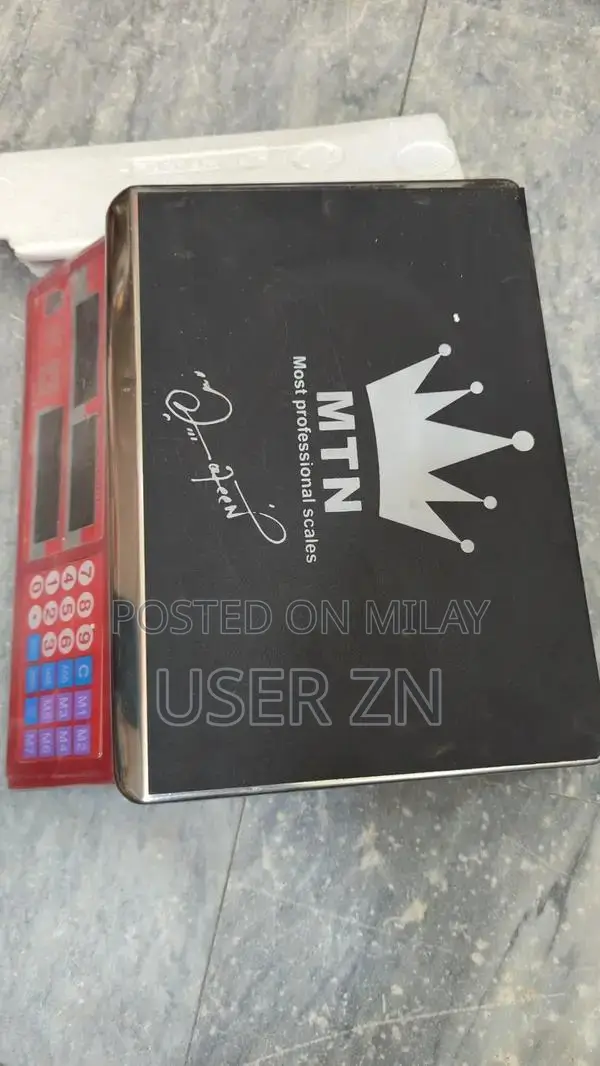 MTN
Most professional scales
7 8 9 C M1 M2
4 5 6 M3 M4
1 2 3 M5 M6
0 M7
POSTED ON MILAY
USER ZN